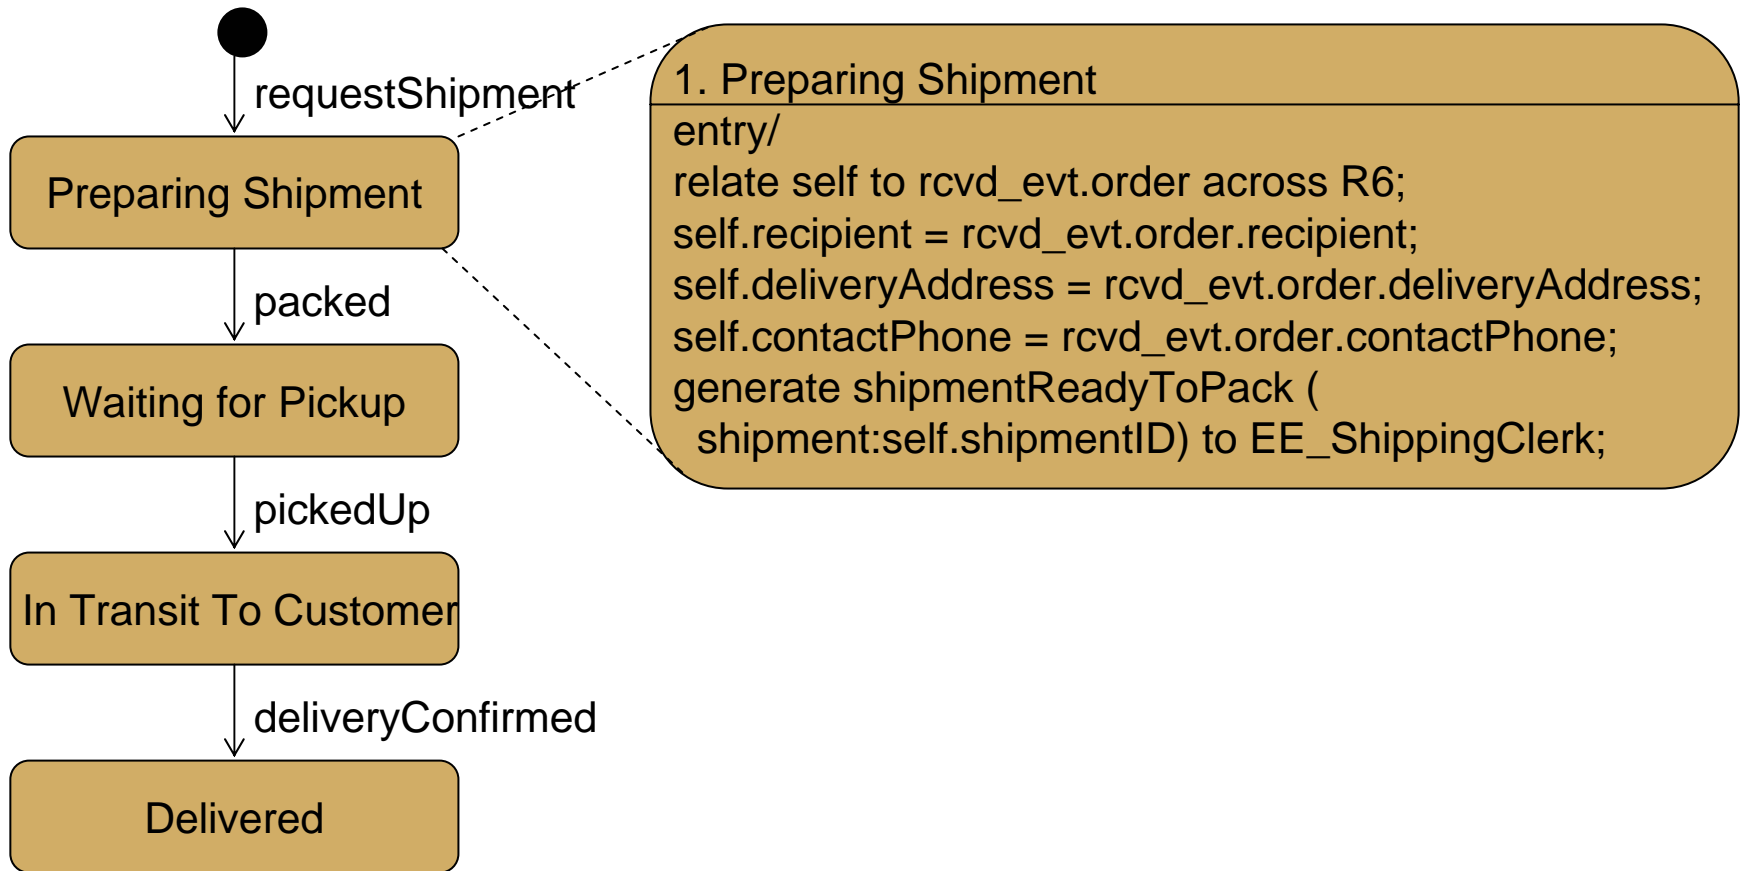 requestShipment
Preparing Shipment
packed
Waiting for Pickup
pickedUp
In Transit To Customer
deliveryConfirmed
Delivered
1. Preparing Shipment
entry/
relate self to rcvd_evt.order across R6;
self.recipient = rcvd_evt.order.recipient;
self.deliveryAddress = rcvd_evt.order.deliveryAddress;
self.contactPhone = rcvd_evt.order.contactPhone;
generate shipmentReadyToPack (
shipment:self.shipmentID) to EE_ShippingClerk;